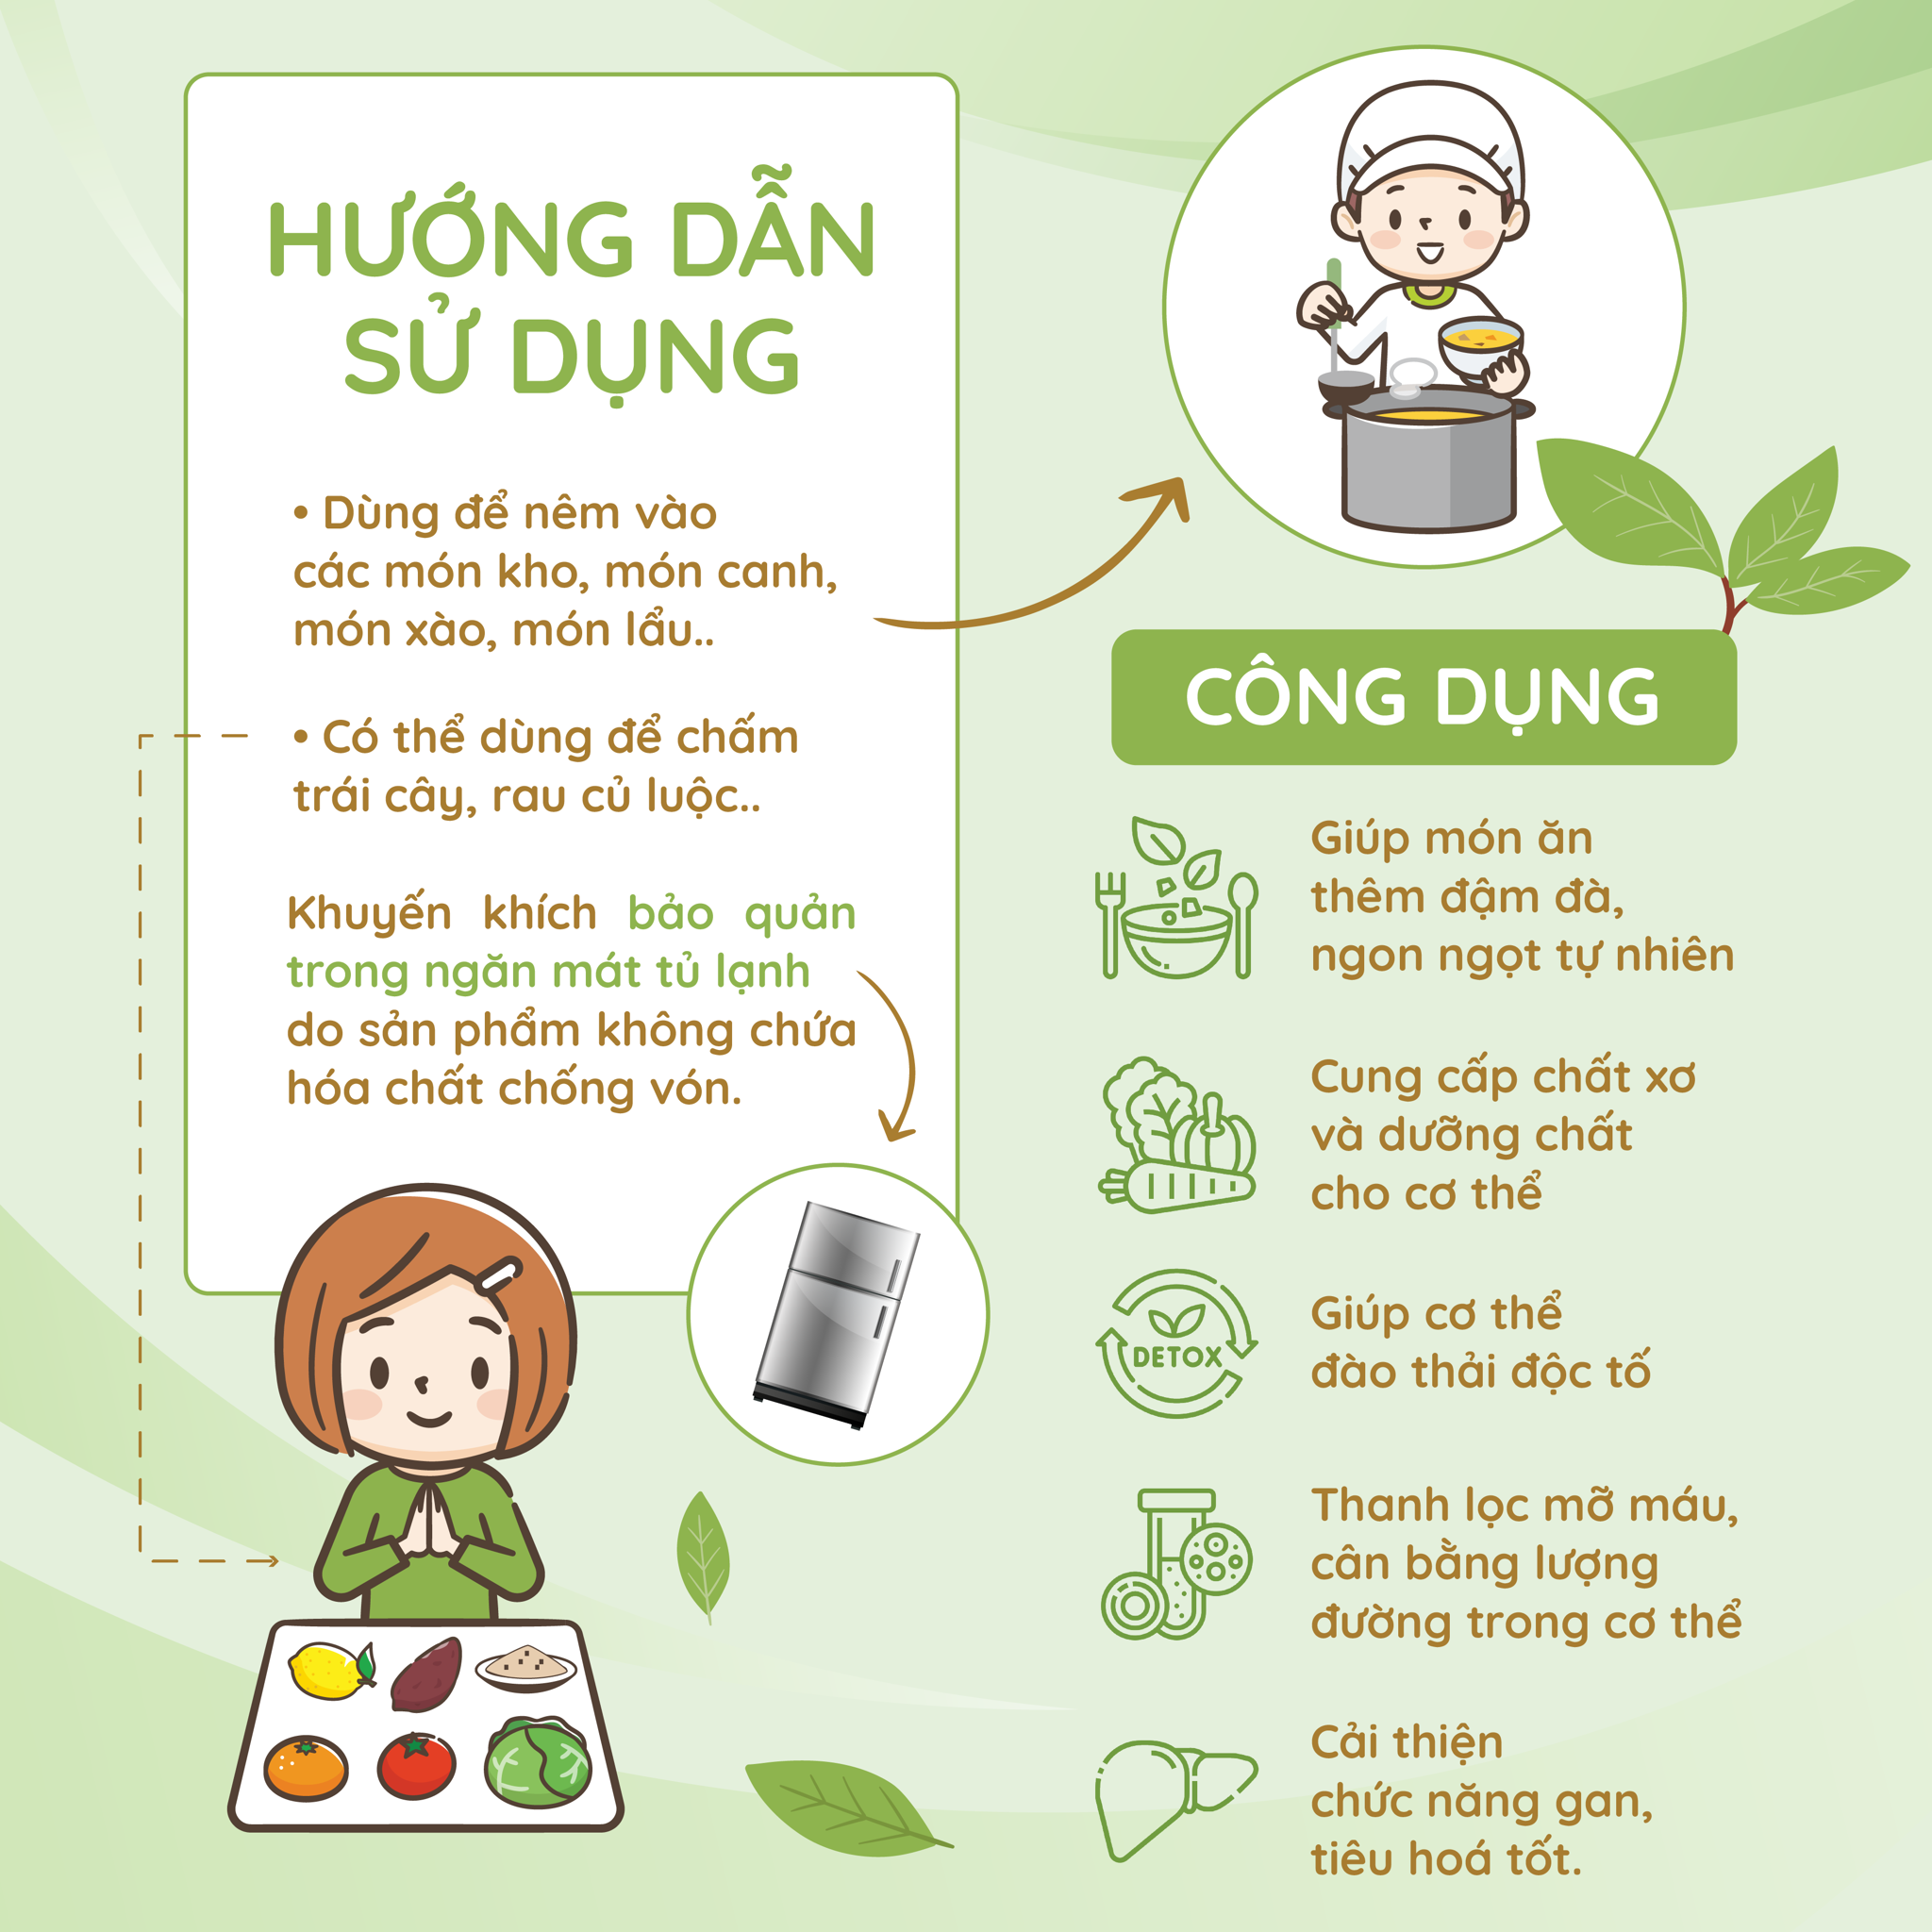 HƯỚNG DẪN
SỬ DỤNG
• Dùng để nêm vào
các món kho, món canh,
món xào, món lẩu..
• Có thể dùng để chấm
trái cây, rau củ luộc..
Khuyến khích bảo quản
trong ngăn mát tủ lạnh
do sản phẩm không chứa
hóa chất chống vón.
CÔNG DỤNG
Giúp món ăn
thêm đậm đà,
ngon ngọt tự nhiên
Cung cấp chất xơ
và dưỡng chất
cho cơ thể
DETOX
Giúp cơ thể
đào thải độc tố
Thanh lọc mỡ máu,
cân bằng lượng
đường trong cơ thể
Cải thiện
chức năng gan,
tiêu hoá tốt.